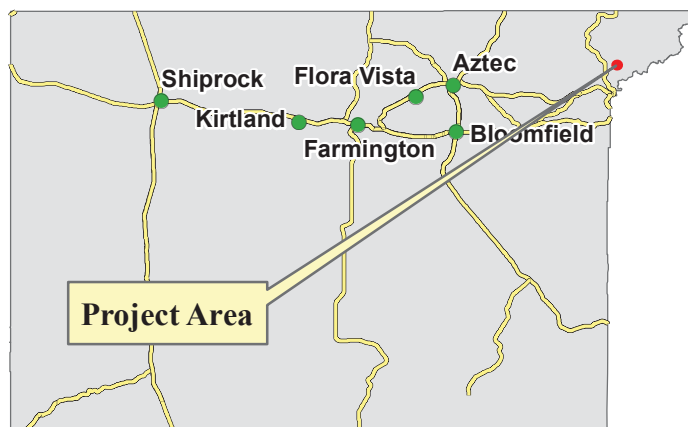 Shiprock
Flora Vista
Aztec
Kirtland
Farmington
Bloomfield
Project Area